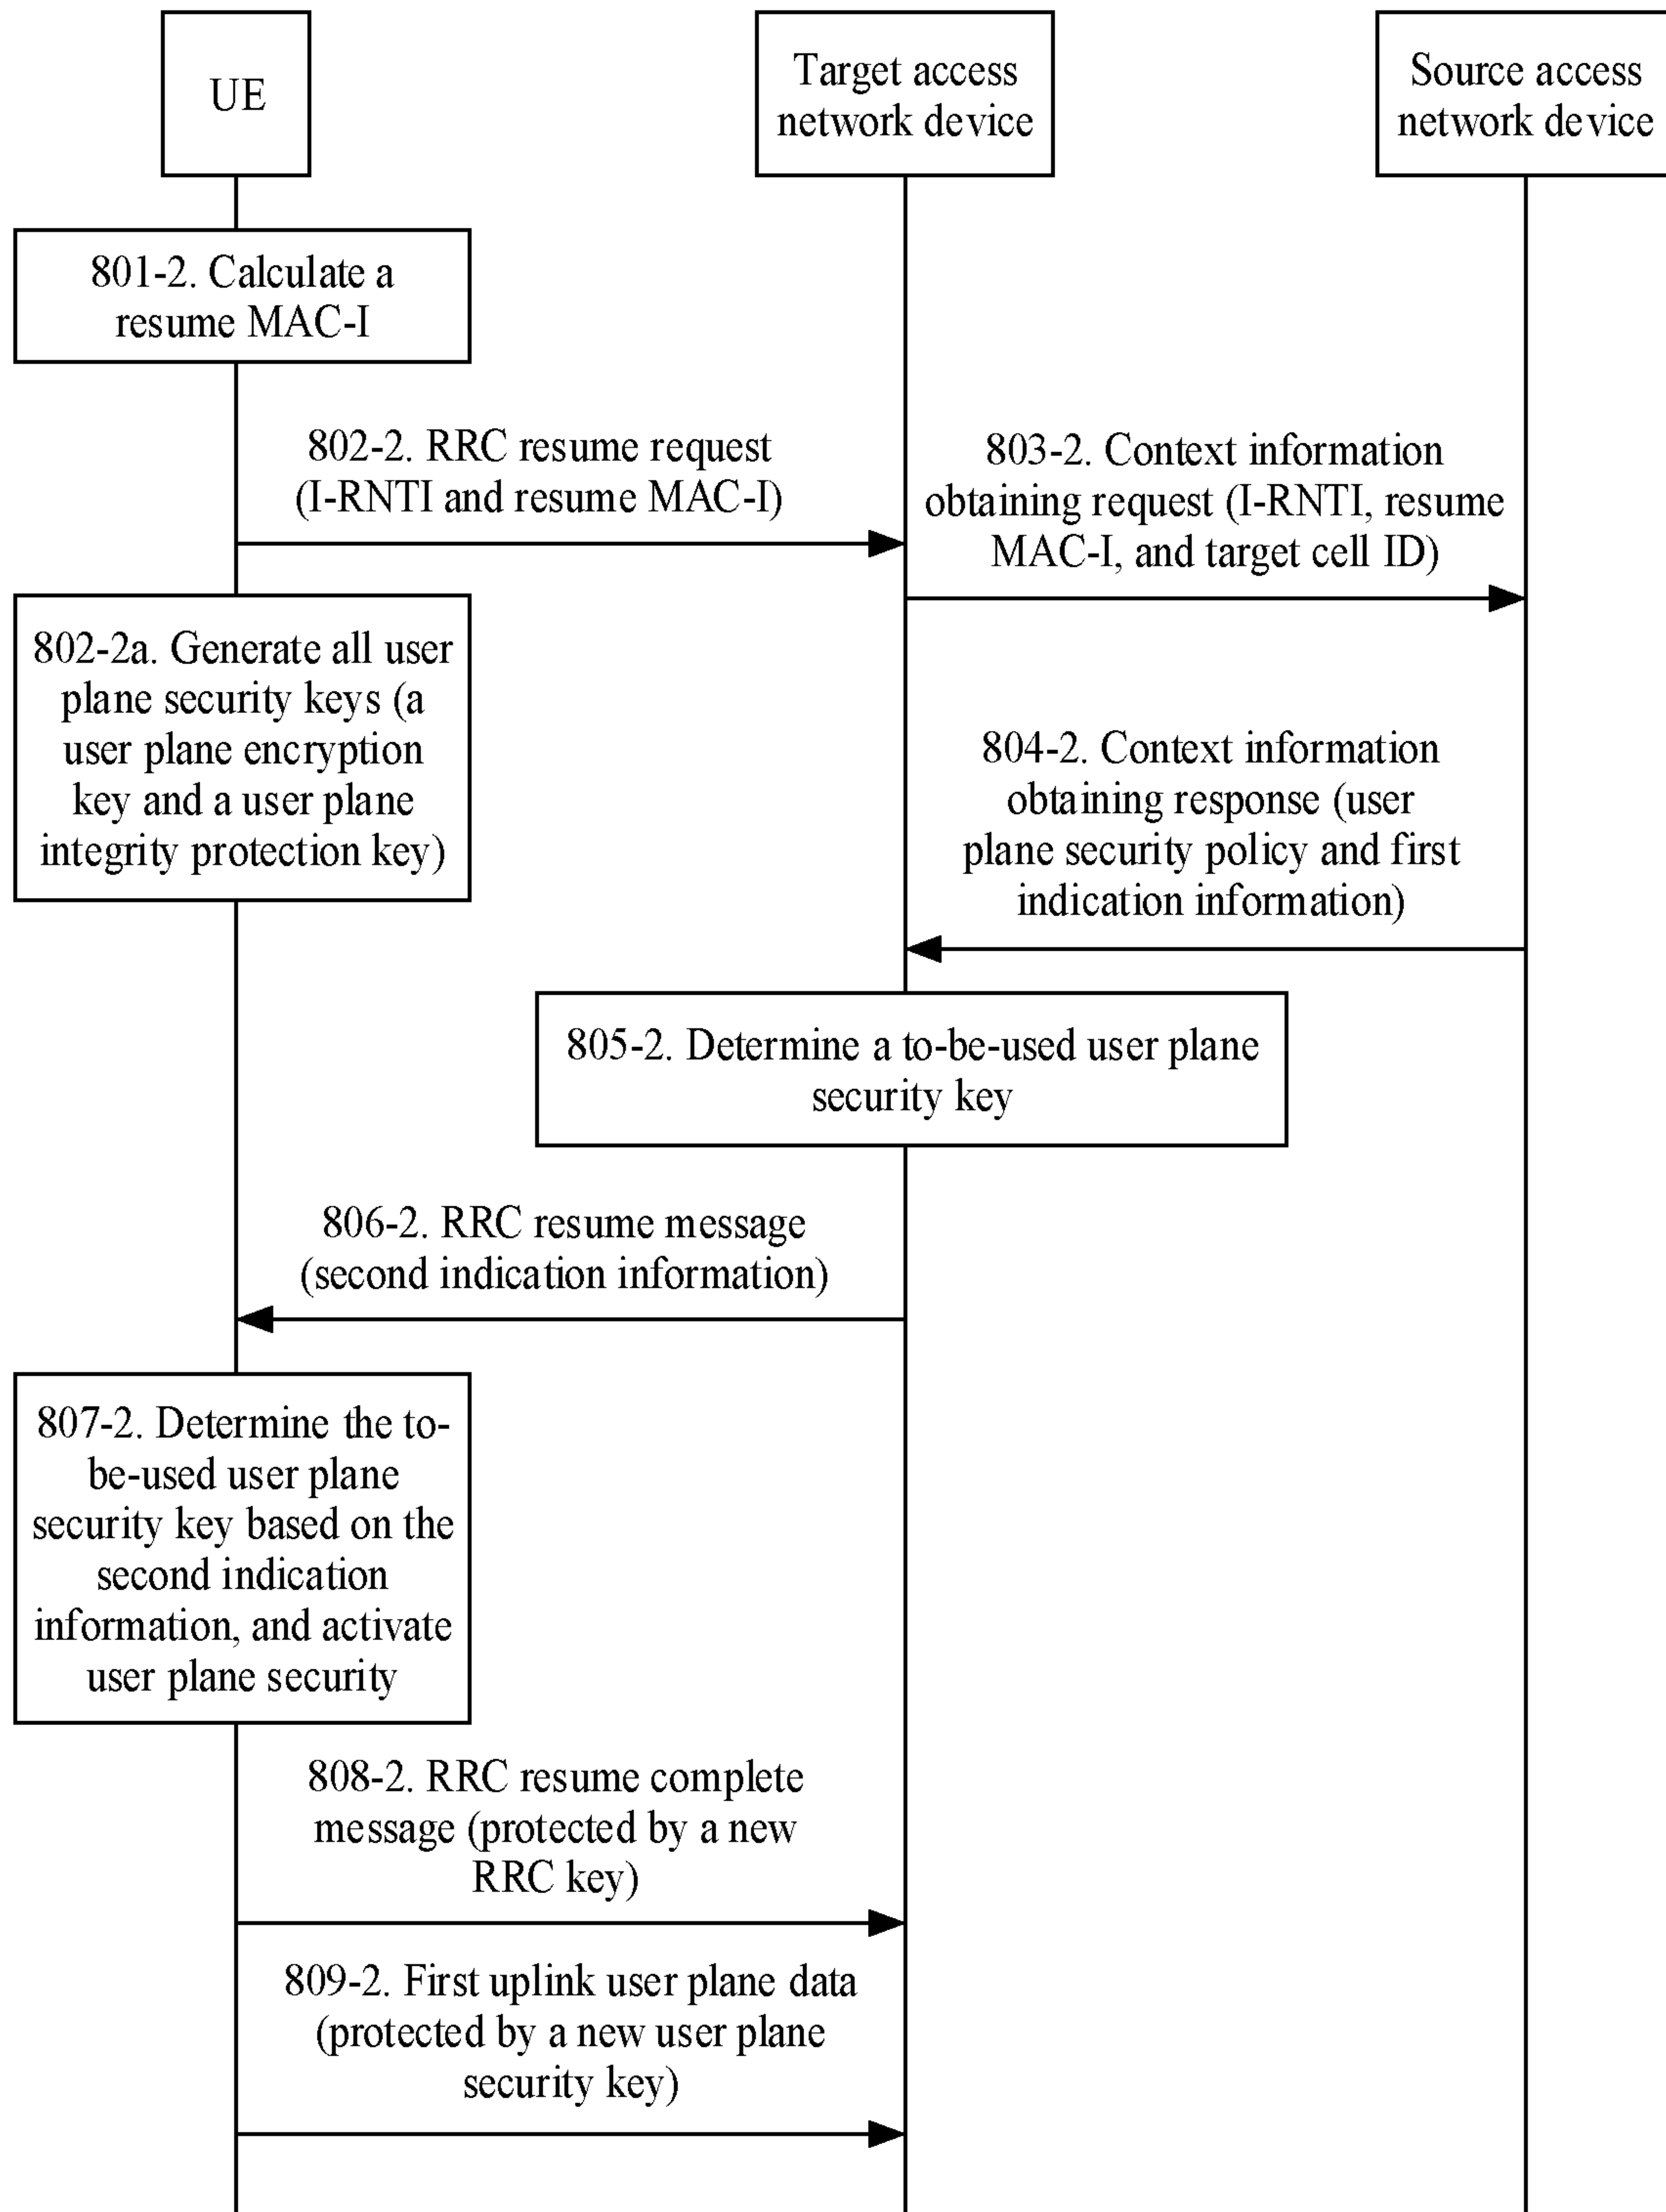 UE
Target access
network device
Source access
network device
801-2. Calculate a
resume MAC-I
802-2. RRC resume request
(I-RNTI and resume MAC-I)
803-2. Context information
obtaining request (I-RNTI, resume
MAC-I, and target cell ID)
802-2a. Generate all user
plane security keys (a
user plane encryption
key and a user plane
integrity protection key)
804-2. Context information
obtaining response (user
plane security policy and first
indication information)
805-2. Determine a to-be-used user plane
security key
806-2. RRC resume message
(second indication information)
807-2. Determine the to-
be-used user plane
security key based on the
second indication
information, and activate
user plane security
808-2. RRC resume complete
message (protected by a new
RRC key)
809-2. First uplink user plane data
(protected by a new user plane
security key)